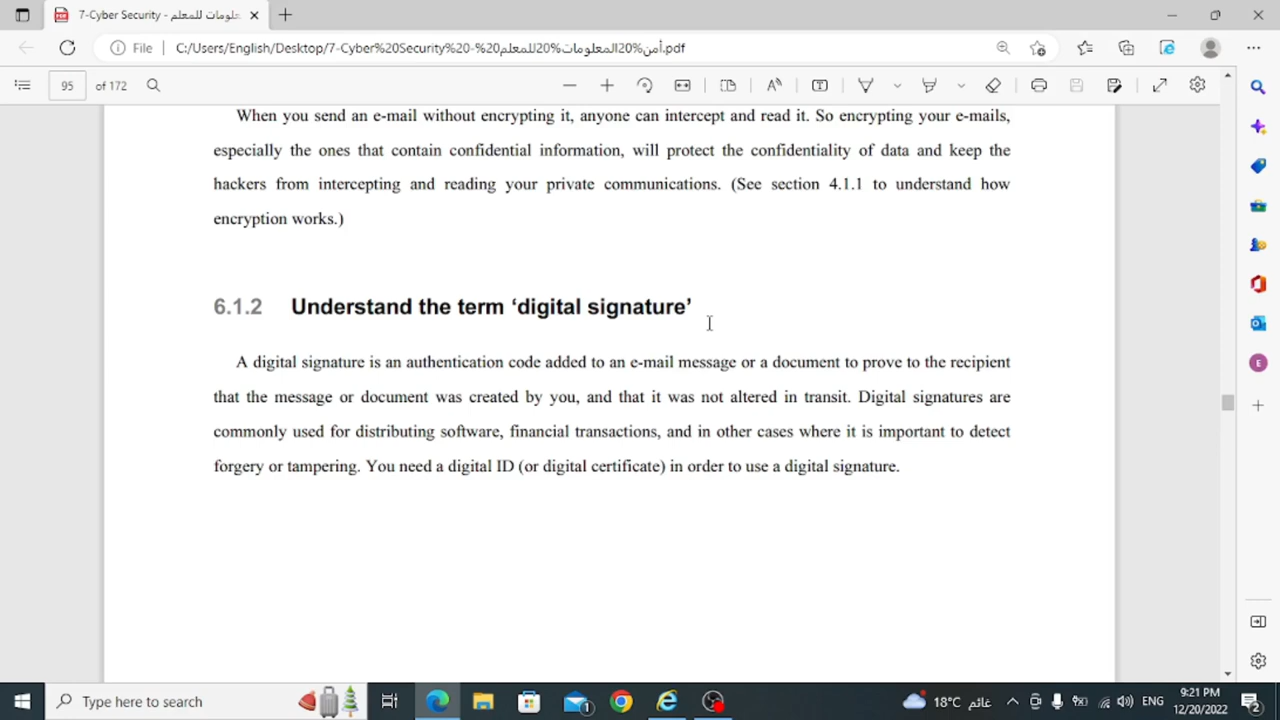 7-Cyber Security - علومات للمعلم
File
C:/Users/English/Desktop/7-Cyber%20Security%20-%20أمن%20المعلومات%20للمعلم.pdf
95 of 172
When you send an e-mail without encrypting it, anyone can intercept and read it. So encrypting your e-mails,
especially the ones that contain confidential information, will protect the confidentiality of data and keep the
hackers from intercepting and reading your private communications. (See section 4.1.1 to understand how
encryption works.)
6.1.2 Understand the term ‘digital signature’
A digital signature is an authentication code added to an e-mail message or a document to prove to the recipient
that the message or document was created by you, and that it was not altered in transit. Digital signatures are
commonly used for distributing software, financial transactions, and in other cases where it is important to detect
forgery or tampering. You need a digital ID (or digital certificate) in order to use a digital signature.
E
Type here to search
1
18°C غائم
ENG
9:21 PM
12/20/2022
2